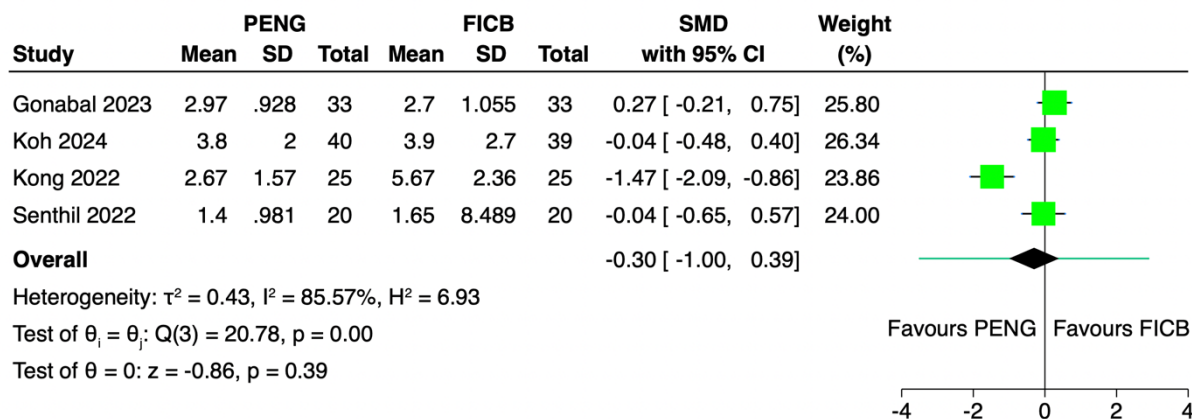 PENG FICB SMD Weight
Study Mean SD Total Mean SD Total with 95% CI (%)
Gonabal 2023 2.97 .928 33 2.7 1.055 33 0.27 [ -0.21, 0.75] 25.80
Koh 2024 3.8 2 40 3.9 2.7 39 -0.04 [ -0.48, 0.40] 26.34
Kong 2022 2.67 1.57 25 5.67 2.36 25 -1.47 [ -2.09, -0.86] 23.86
Senthil 2022 1.4 .981 20 1.65 8.489 20 -0.04 [ -0.65, 0.57] 24.00
Overall -0.30 [ -1.00, 0.39]
Heterogeneity: τ² = 0.43, I² = 85.57%, H² = 6.93
Test of θᵢ = θⱼ: Q(3) = 20.78, p = 0.00
Test of θ = 0: z = -0.86, p = 0.39
Favours PENG Favours FICB
-4 -2 0 2 4